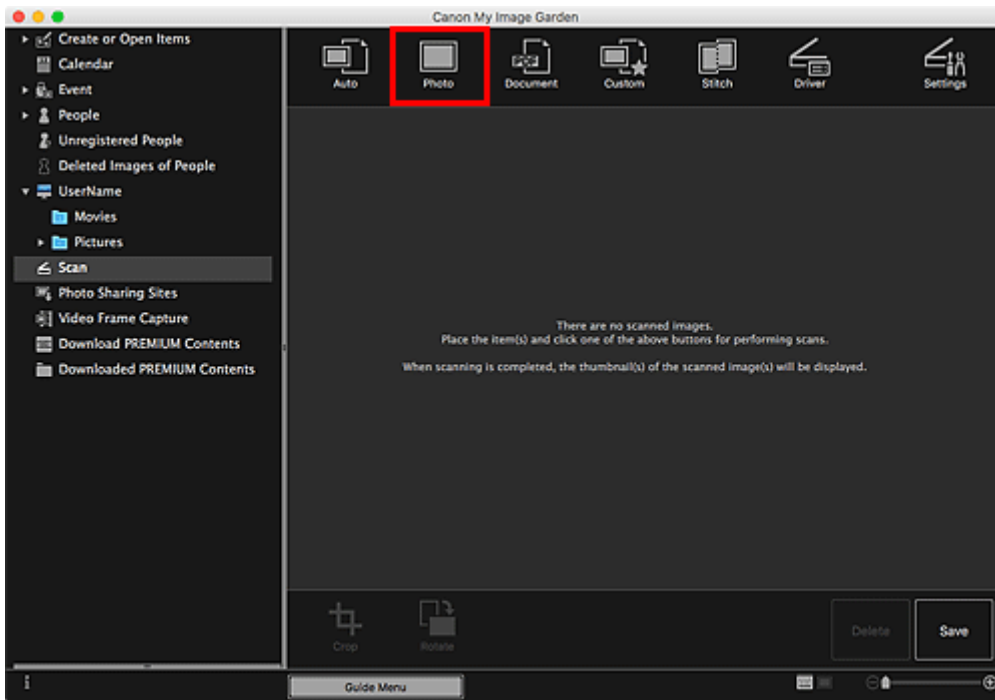 Canon My Image Garden
Create or Open Items
Calendar
Event
People
Unregistered People
Deleted Images of People
UserName
Movies
Pictures
Scan
Photo Sharing Sites
Video Frame Capture
Download PREMIUM Contents
Downloaded PREMIUM Contents
Auto
Photo
PDF
Document
Custom
Stitch
Driver
Settings
There are no scanned images.
Place the item(s) and click one of the above buttons for performing scans.
When scanning is completed, the thumbnail(s) of the scanned image(s) will be displayed.
Crop
Rotate
Delete
Save
Guide Menu